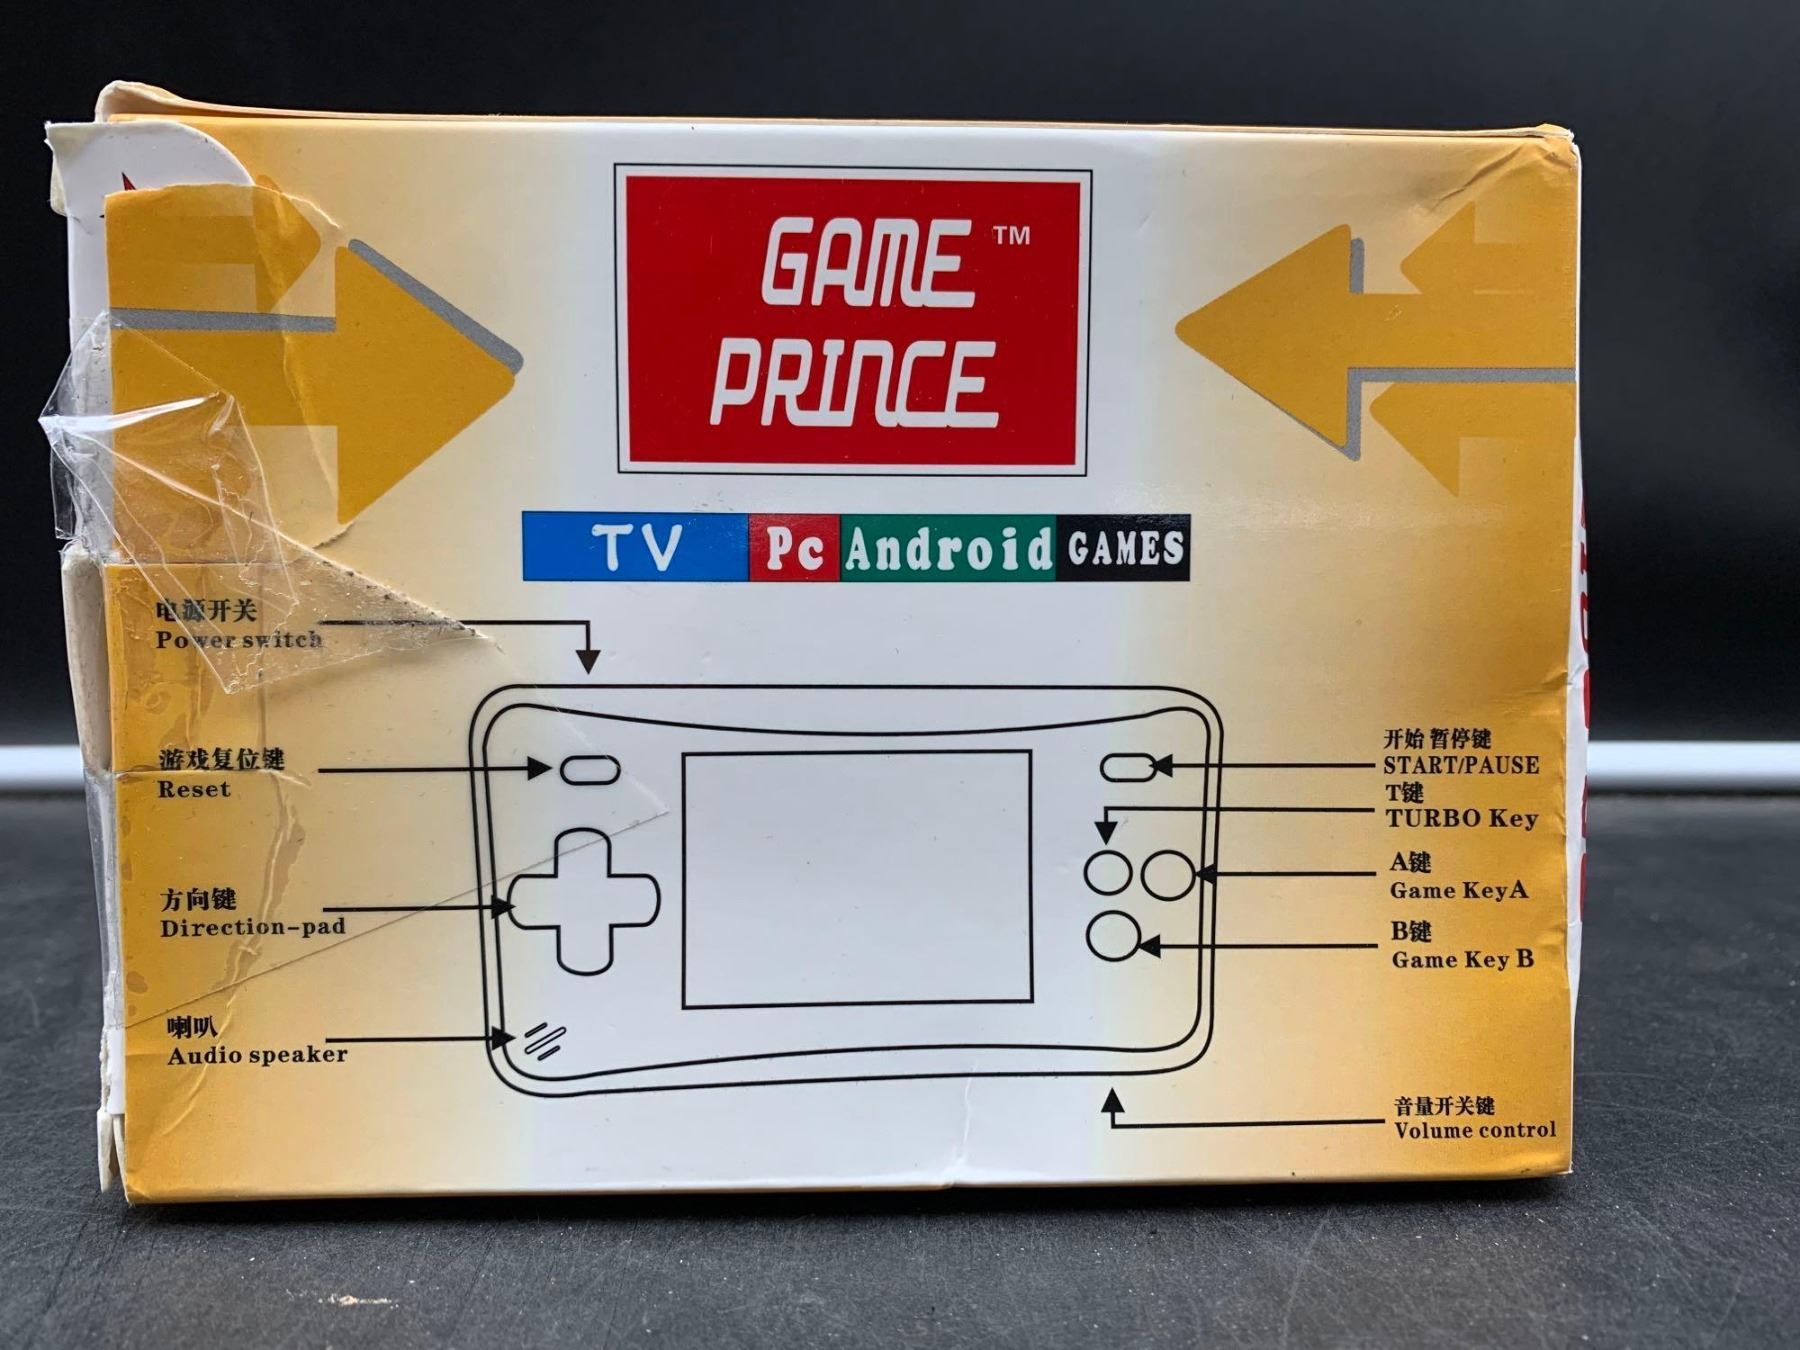 GAME ™
PRINCE
TV Pc Android GAMES
电源开关
Power switch
游戏复位键
Reset
方向键
Direction-pad
喇叭
Audio speaker
开始 暂停键
START/PAUSE
T键
TURBO Key
A键
Game KeyA
B键
Game Key B
音量开关键
Volume control